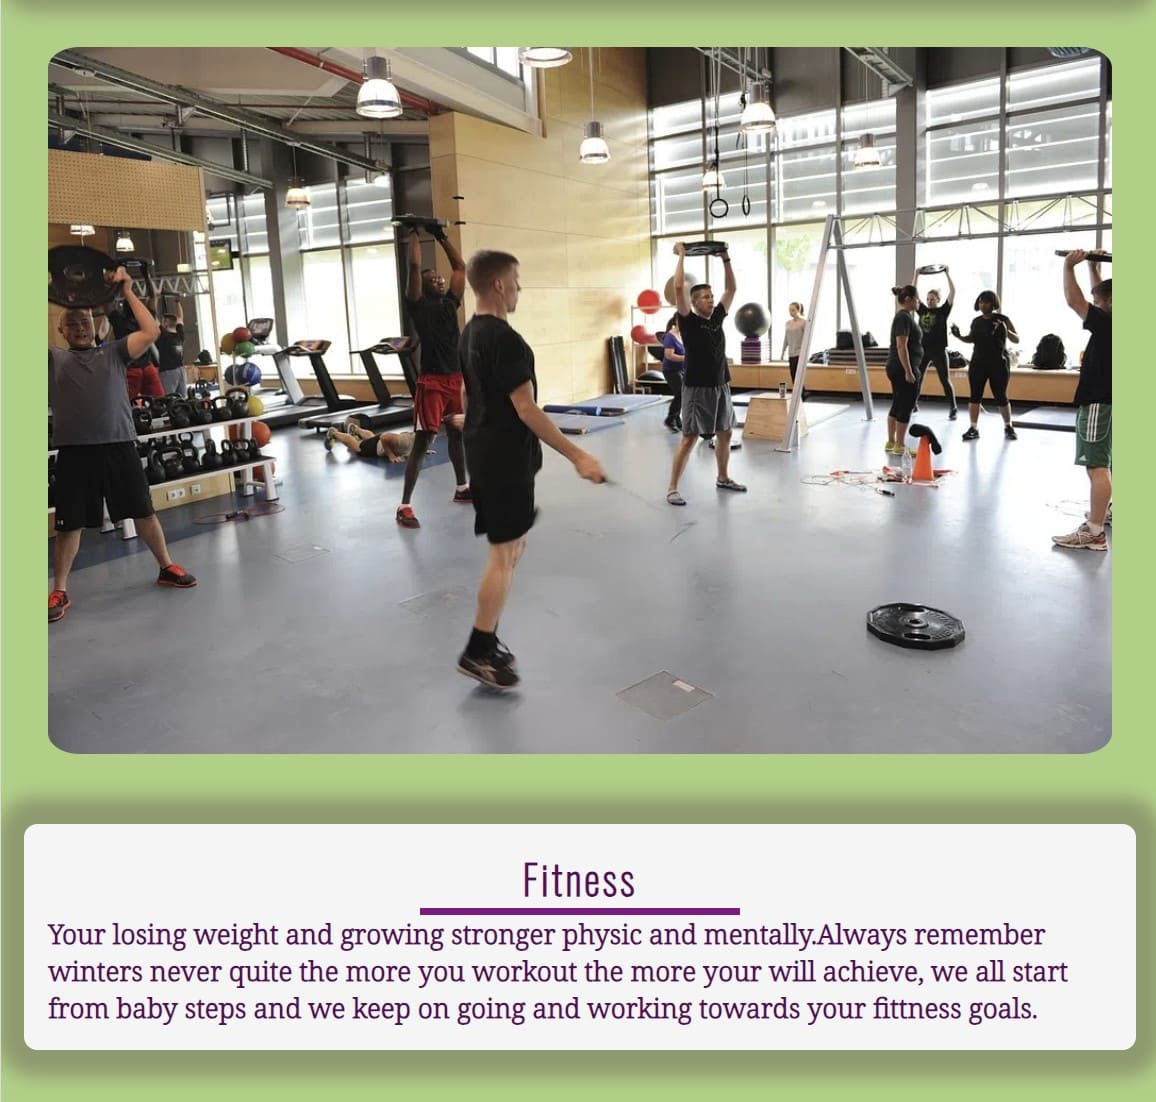 Fitness
Your losing weight and growing stronger physic and mentally.Always remember
winters never quite the more you workout the more your will achieve, we all start
from baby steps and we keep on going and working towards your fittness goals.